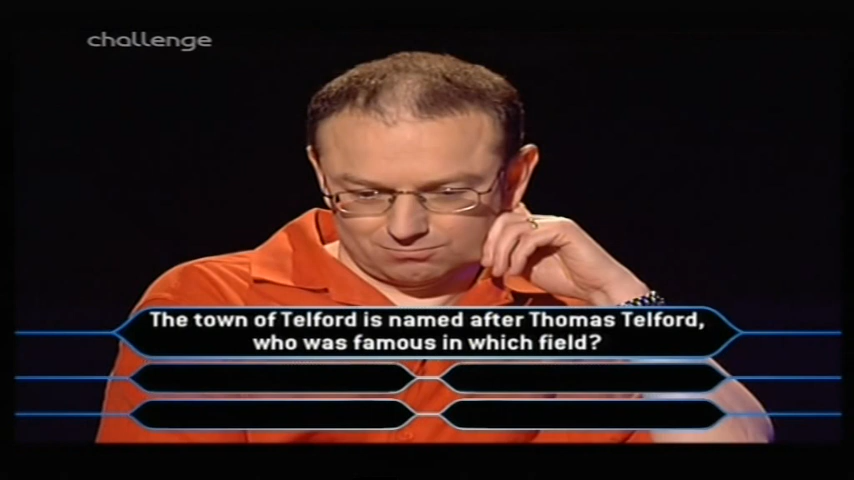 challenge
The town of Telford is named after Thomas Telford,
who was famous in which field?